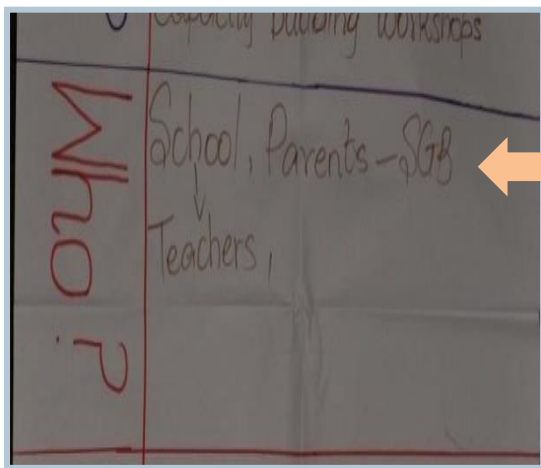 Capacity building workshops
Who?
School, Parents – SGB
Teachers,